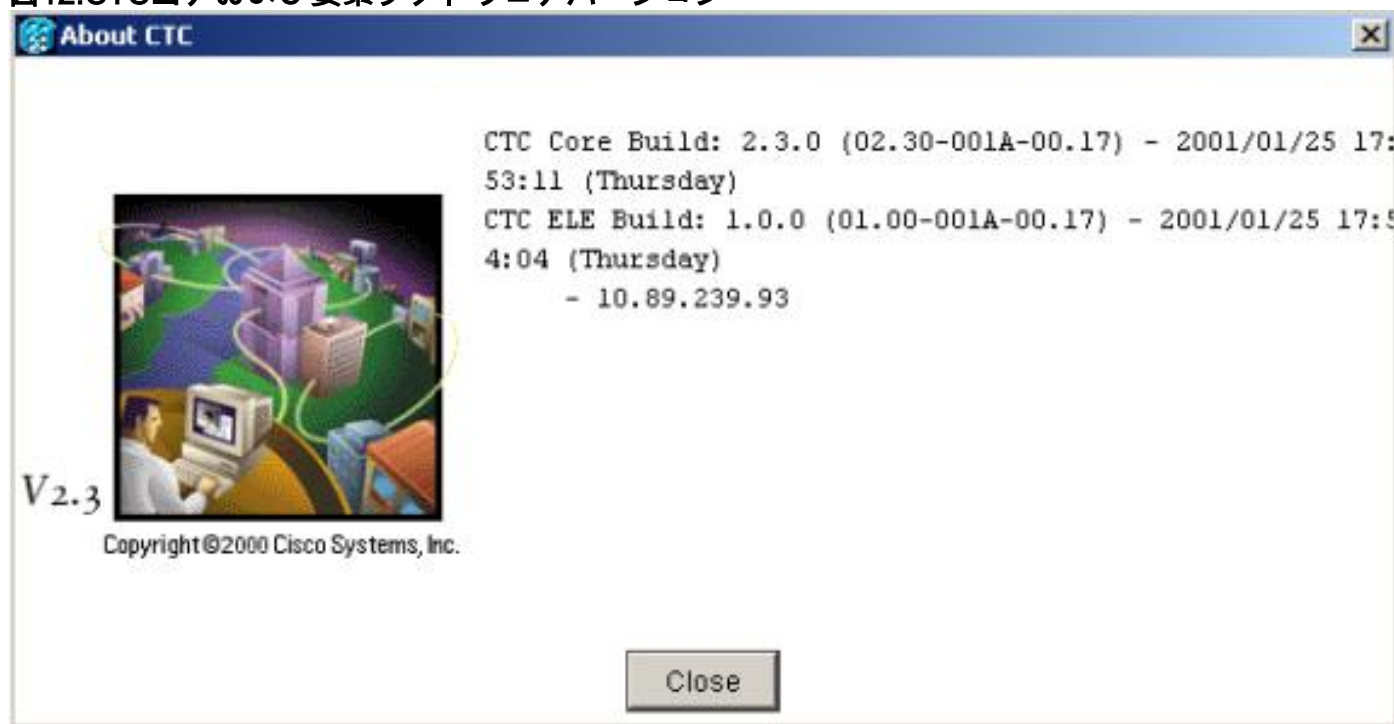 About CTC
CTC Core Build: 2.3.0 (02.30-001A-00.17) - 2001/01/25 17:
53:11 (Thursday)
CTC ELE Build: 1.0.0 (01.00-001A-00.17) - 2001/01/25 17:5
4:04 (Thursday)
- 10.89.239.93
V2.3
Copyright©2000 Cisco Systems, Inc.
Close